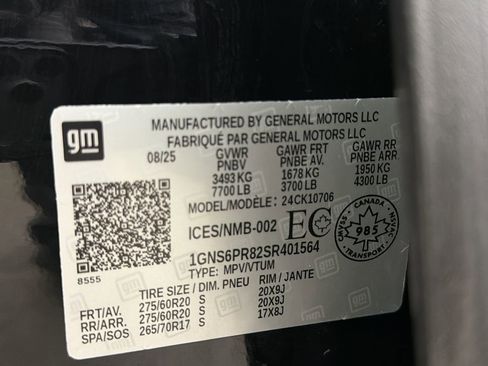 gm
MANUFACTURED BY GENERAL MOTORS LLC
FABRIQUÉ PAR GENERAL MOTORS LLC
08/25 GVWR GAWR FRT GAWR RR
PNBV PNBE AV. PNBE ARR.
3493 KG 1678 KG 1950 KG
7700 LB 3700 LB 4300 LB
MODEL/MODÈLE: 24CK10706
ICES/NMB-002 EC
CANADA
985
TRANSPORT
1GNS6PR82SR401564
TYPE: MPV/VTUM
8555
TIRE SIZE / DIM. PNEU RIM / JANTE
FRT/AV. 275/60R20 S 20X9J
RR/ARR. 275/60R20 S 20X9J
SPA/SOS 265/70R17 S 17X8J